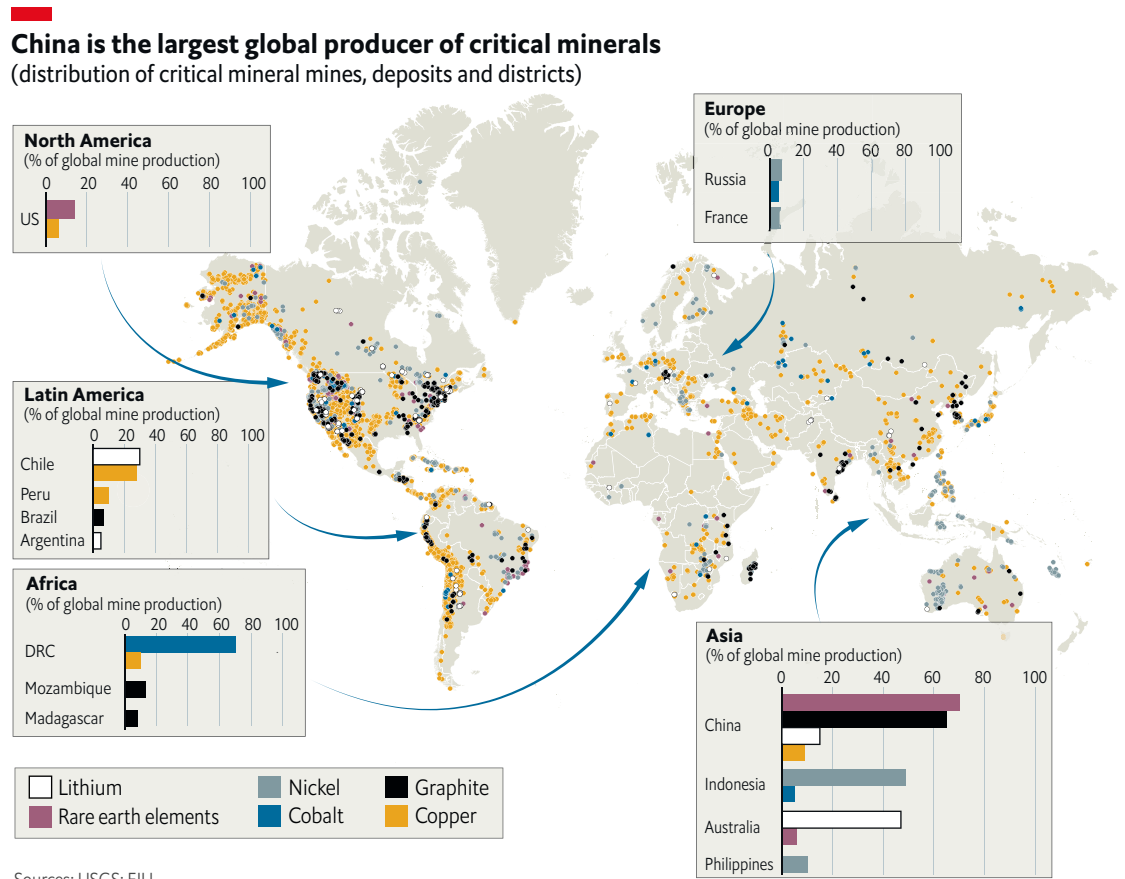 China is the largest global producer of critical minerals
(distribution of critical mineral mines, deposits and districts)
North America
(% of global mine production)
0 20 40 60 80 100
US
Europe
(% of global mine production)
0 20 40 60 80 100
Russia
France
Latin America
(% of global mine production)
0 20 40 60 80 100
Chile
Peru
Brazil
Argentina
Africa
(% of global mine production)
0 20 40 60 80 100
DRC
Mozambique
Madagascar
Asia
(% of global mine production)
0 20 40 60 80 100
China
Indonesia
Australia
Philippines
Lithium Nickel Graphite
Rare earth elements Cobalt Copper
Sources: USGS; EIU